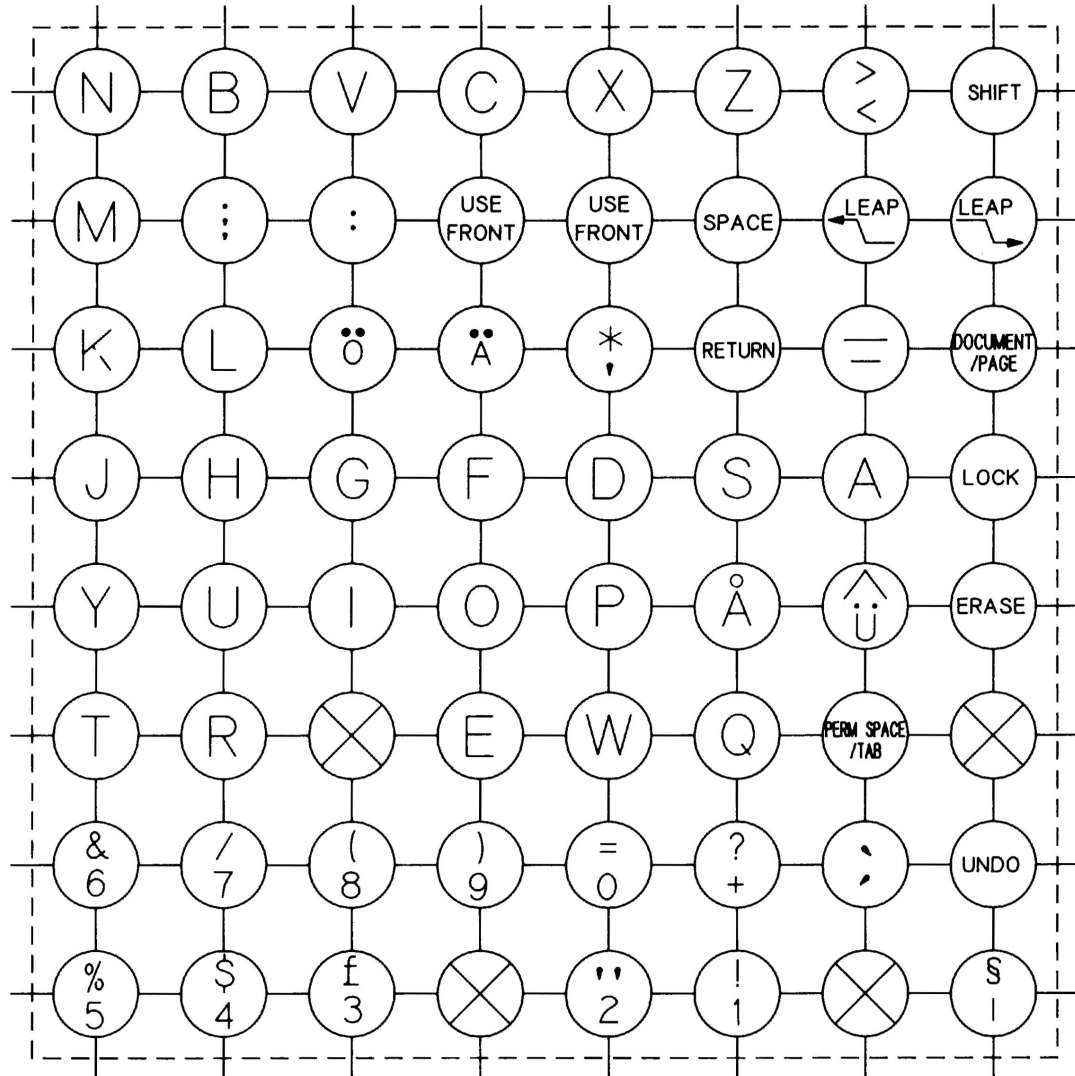 N B V C X Z > SHIFT
<
M ; : USE FRONT USE FRONT SPACE LEAP LEAP
K L Ö Ä * RETURN = DOCUMENT /PAGE
'
J H G F D S A LOCK
Y U I O P Å ^ ERASE
Ü
T R E W Q PERM SPACE /TAB
& / ( ) = ? ` UNDO
6 7 8 9 0 + ´
% $ £ " ! §
5 4 3 2 1 |